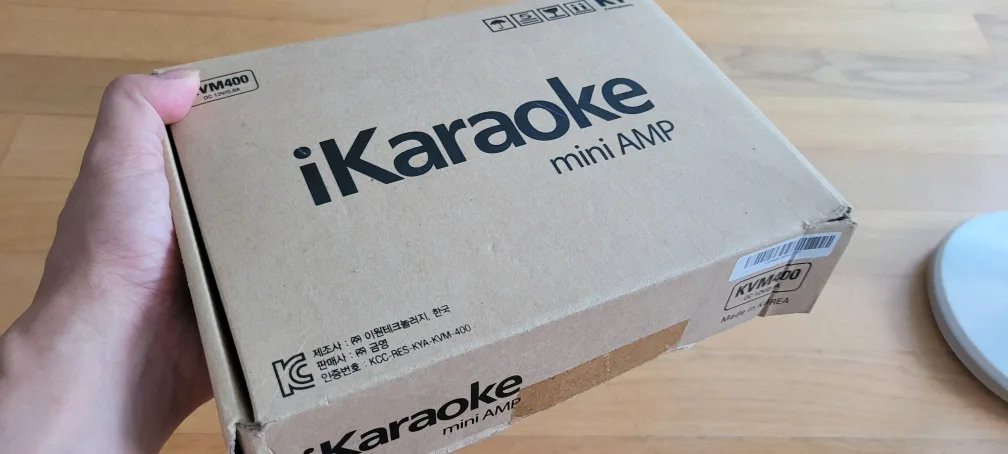 KVM400
iKaraoke
mini AMP
제조사 : ㈜ 이원테크놀러지, 한국
판매사 : ㈜ 금영
인증번호 : KCC-RES-KYA-KVM-400
iKaraoke
mini AMP
KVM400
Made in KOREA